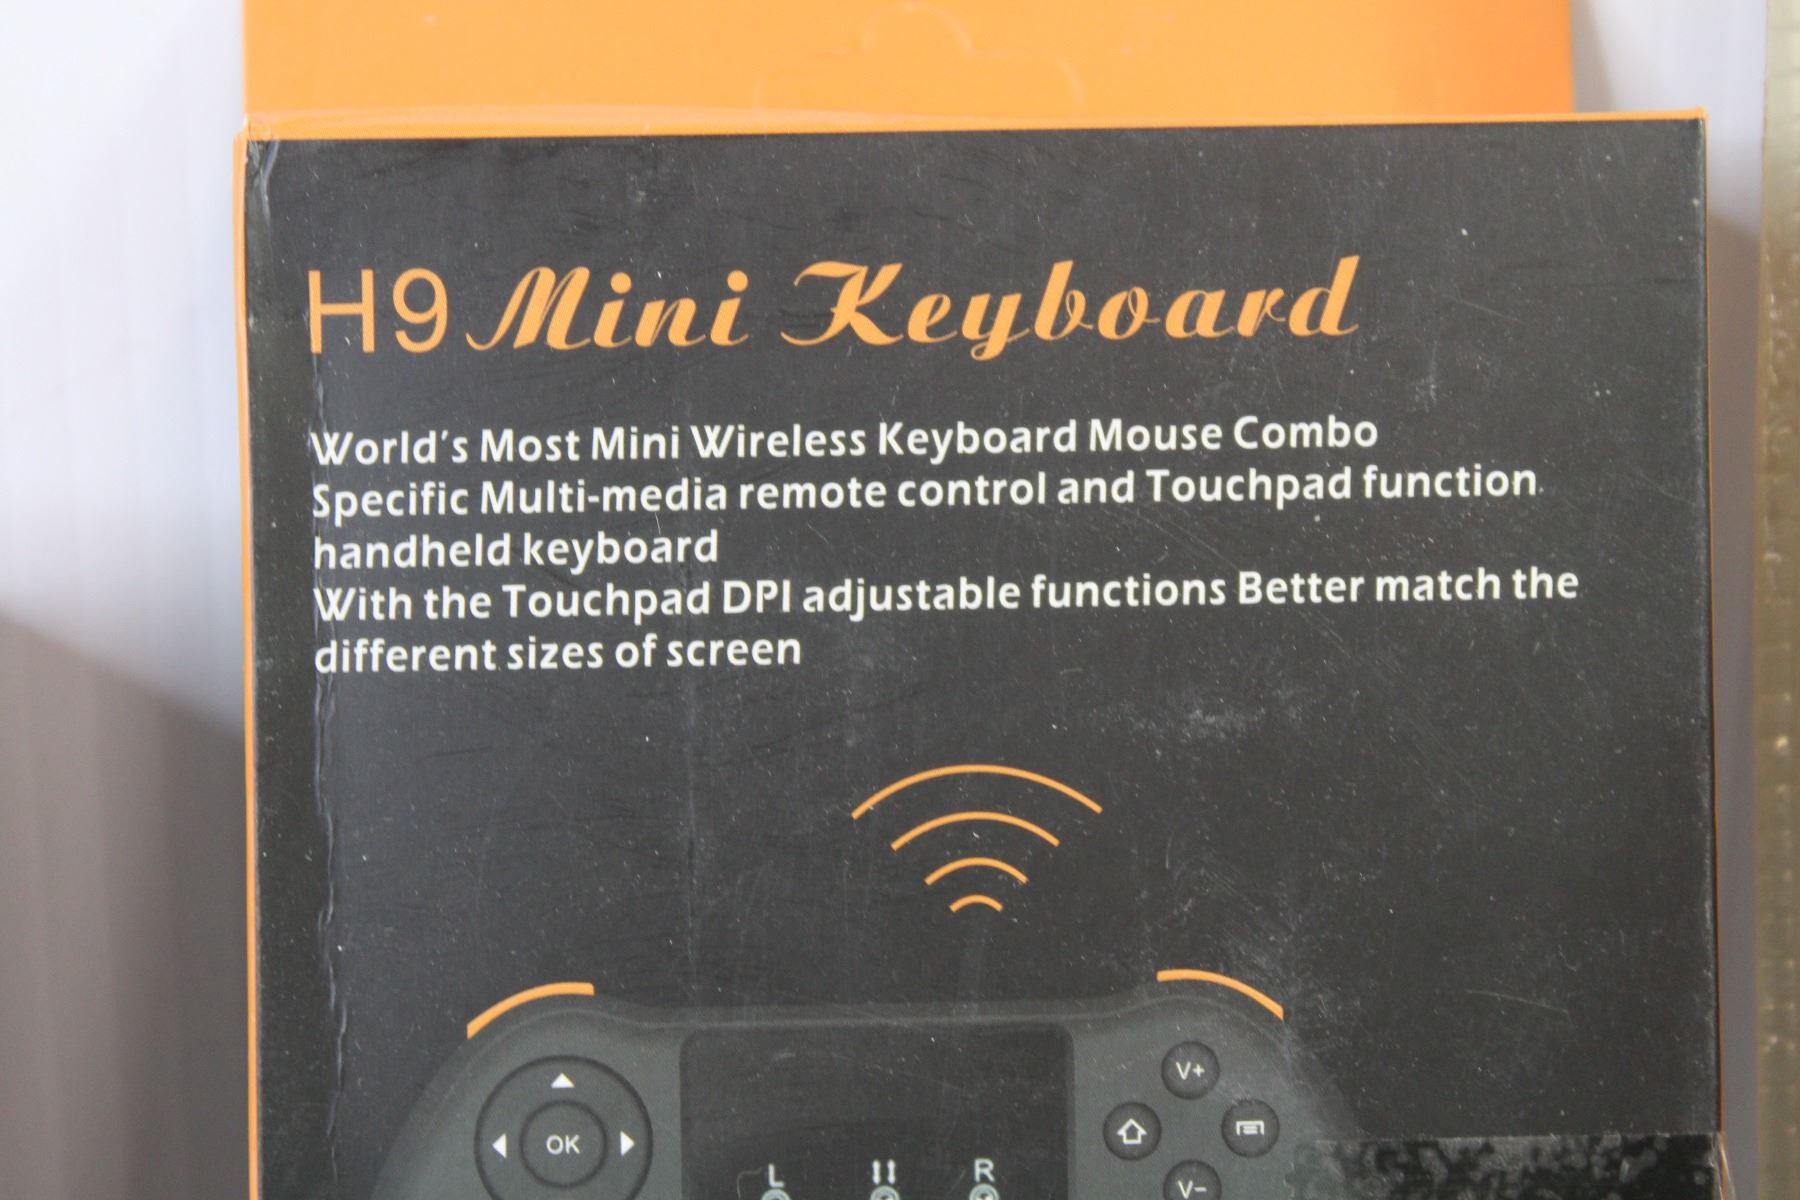 H9 Mini Keyboard
World's Most Mini Wireless Keyboard Mouse Combo
Specific Multi-media remote control and Touchpad function
handheld keyboard
With the Touchpad DPI adjustable functions Better match the
different sizes of screen
V+
OK
L R
V-